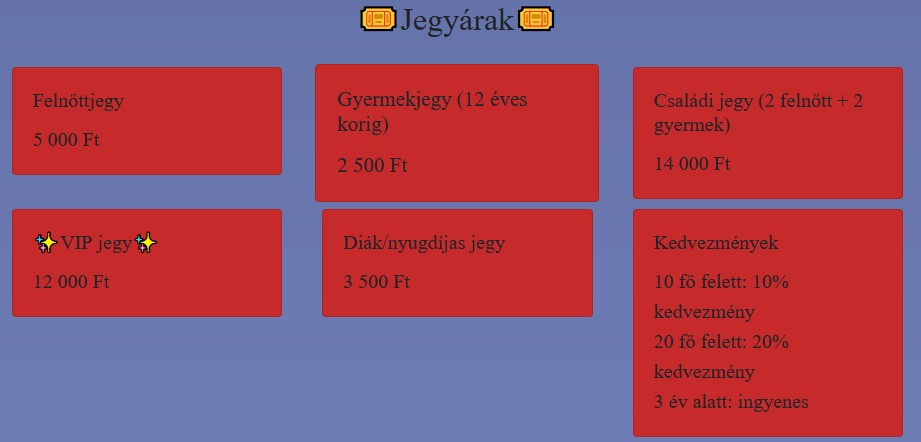 🎟️Jegyárak🎟️
Felnőttjegy
5 000 Ft
Gyermekjegy (12 éves
korig)
2 500 Ft
Családi jegy (2 felnőtt + 2
gyermek)
14 000 Ft
✨VIP jegy✨
12 000 Ft
Diák/nyugdíjas jegy
3 500 Ft
Kedvezmények
10 fő felett: 10%
kedvezmény
20 fő felett: 20%
kedvezmény
3 év alatt: ingyenes